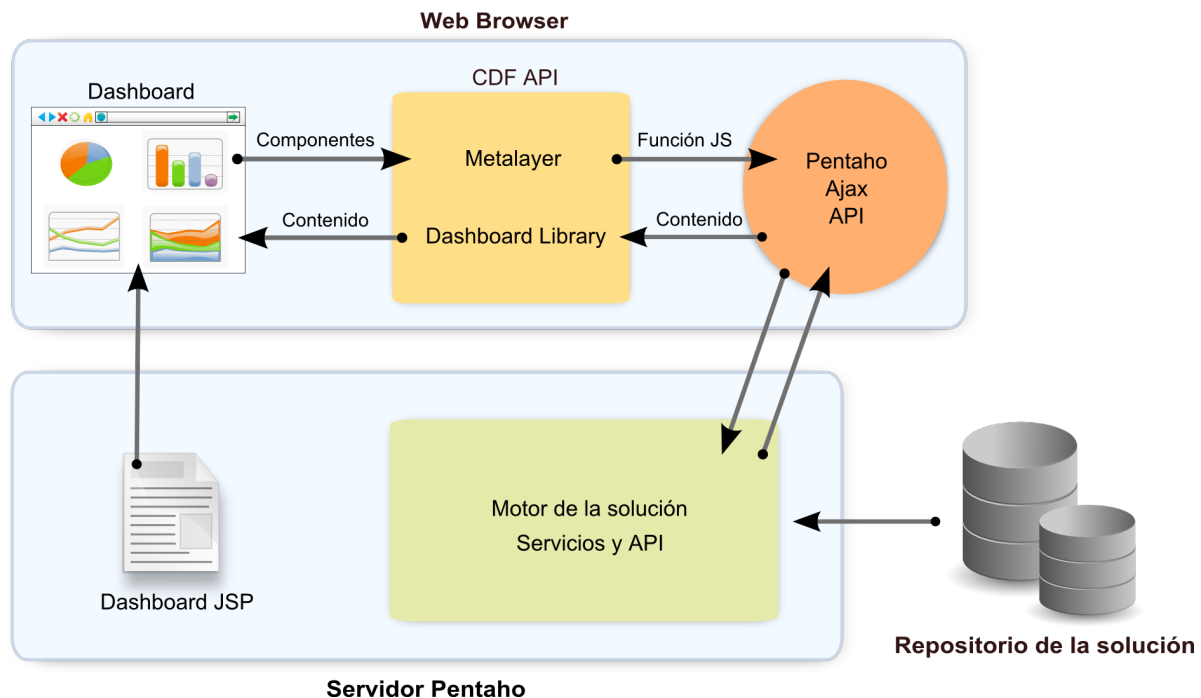 Web Browser
Dashboard
CDF API
Componentes
Metalayer
Función JS
Pentaho
Ajax
API
Contenido
Dashboard Library
Contenido
Motor de la solución
Servicios y API
Dashboard JSP
Repositorio de la solución
Servidor Pentaho